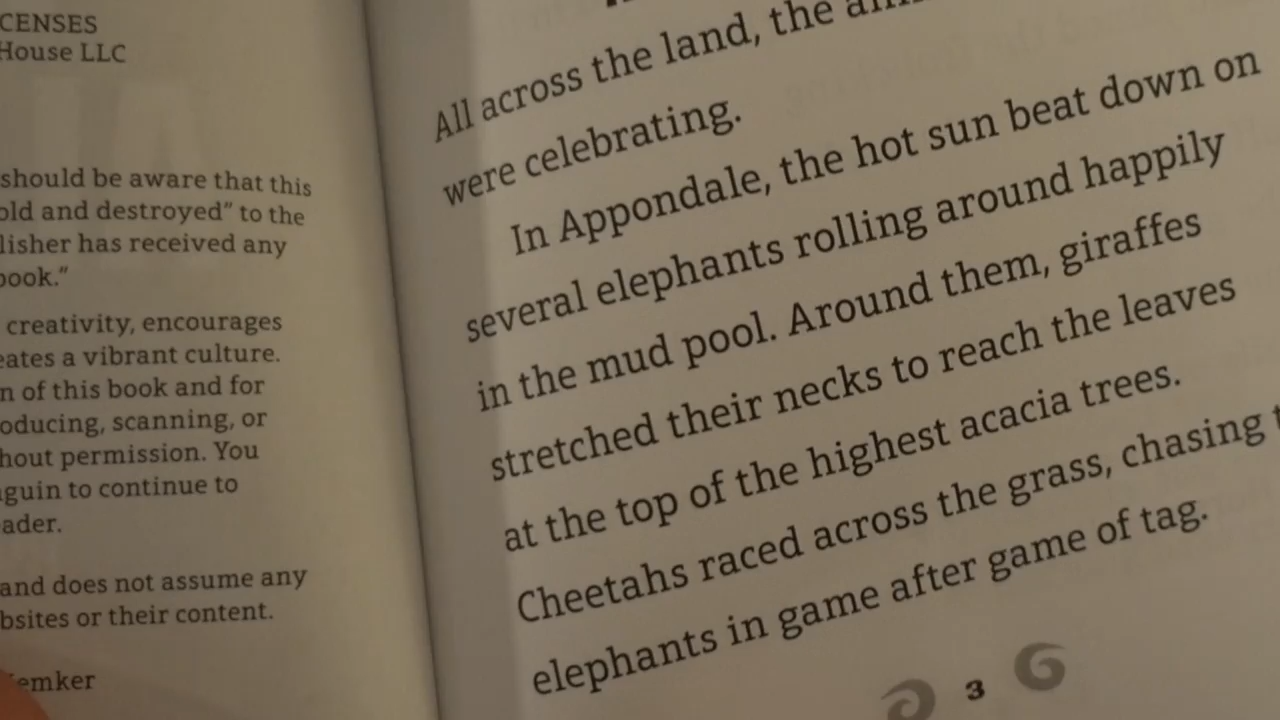 CENSES
House LLC
should be aware that this
old and destroyed" to the
lisher has received any
book."
creativity, encourages
eates a vibrant culture.
n of this book and for
oducing, scanning, or
hout permission. You
guin to continue to
ader.
and does not assume any
bsites or their content.
emker
All across the land, the
were celebrating.
In Appondale, the hot sun beat down on
several elephants rolling around happily
in the mud pool. Around them, giraffes
stretched their necks to reach the leaves
at the top of the highest acacia trees.
Cheetahs raced across the grass, chasing
elephants in game after game of tag.
3